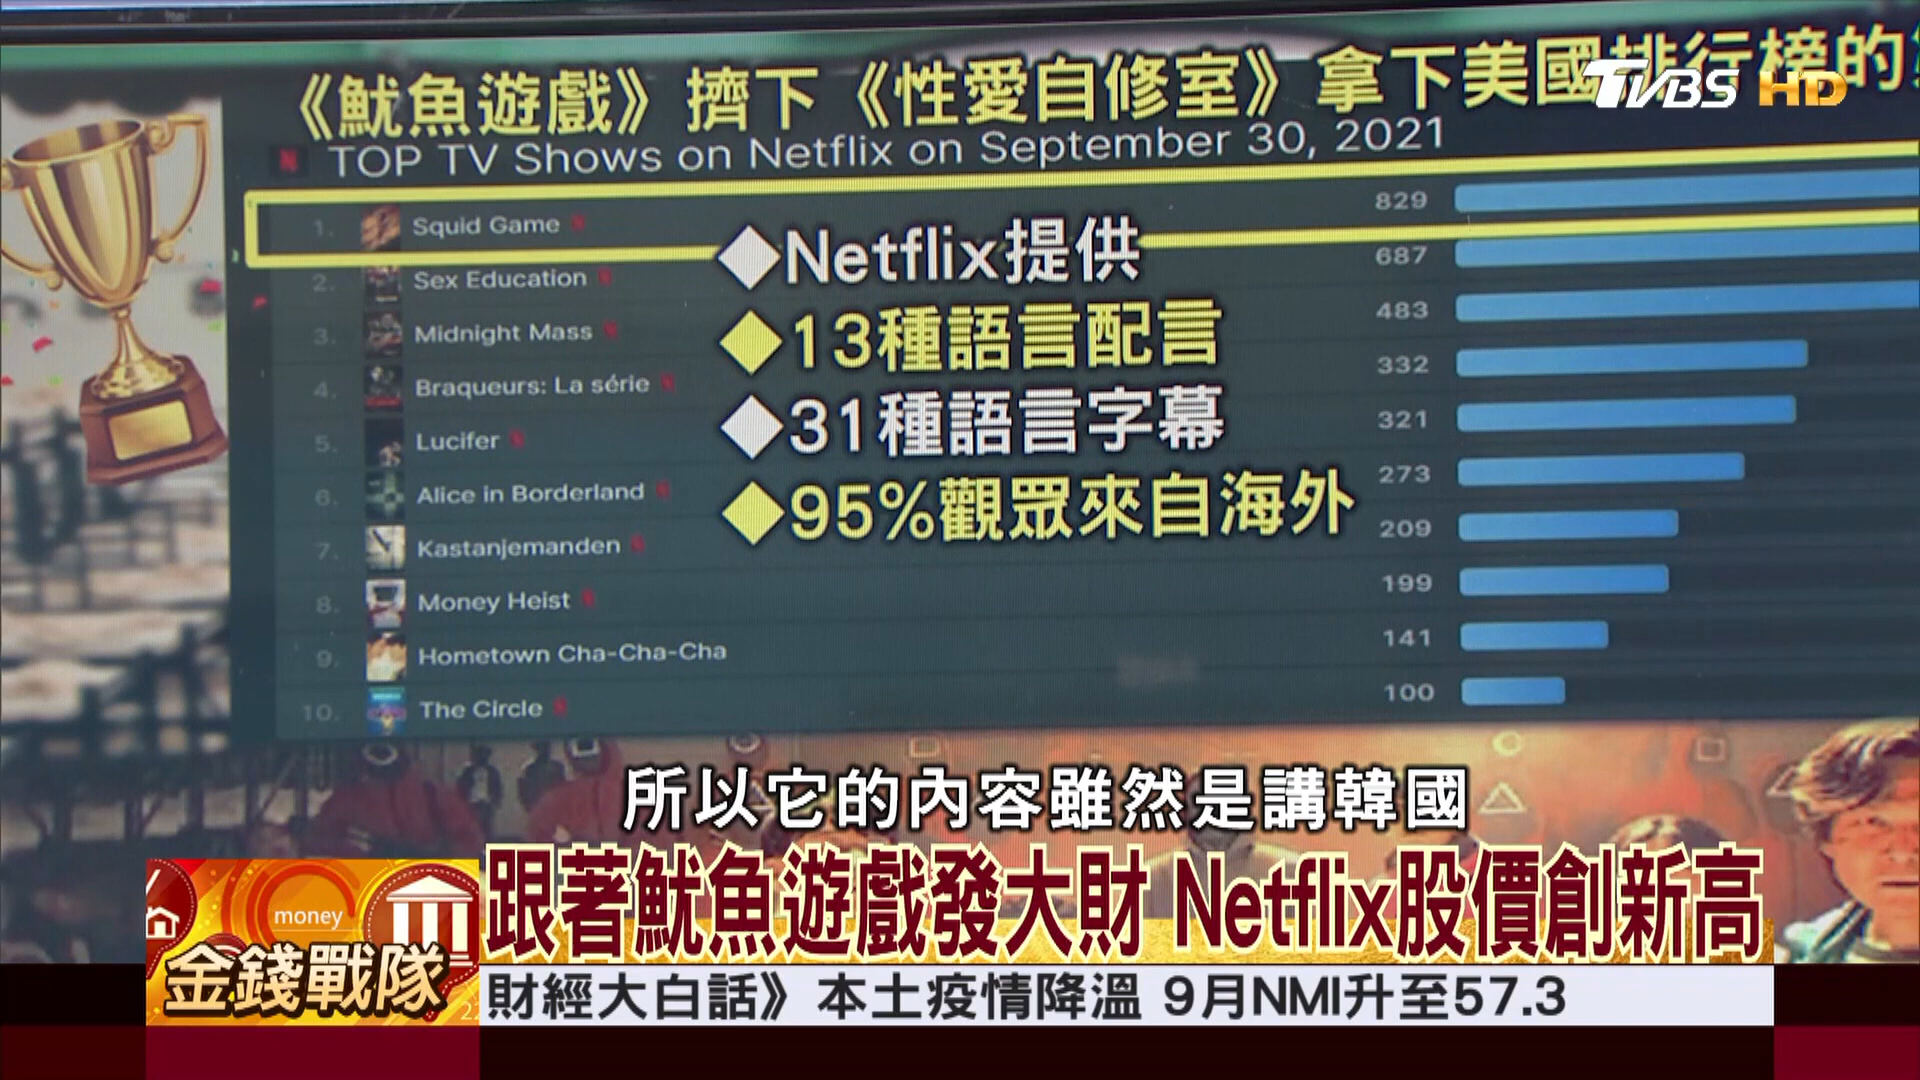 《魷魚遊戲》擠下《性愛自修室》拿下美國排行榜的
TVBS HD
TOP TV Shows on Netflix on September 30, 2021
1. Squid Game 829
2. Sex Education 687
3. Midnight Mass 483
4. Braqueurs: La série 332
5. Lucifer 321
6. Alice in Borderland 273
7. Kastanjemanden 209
8. Money Heist 199
9. Hometown Cha-Cha-Cha 141
10. The Circle 100
◆Netflix提供
◆13種語言配音
◆31種語言字幕
◆95%觀眾來自海外
所以它的內容雖然是講韓國
money
金錢戰隊
跟著魷魚遊戲發大財 Netflix股價創新高
財經大白話》本土疫情降溫 9月NMI升至57.3